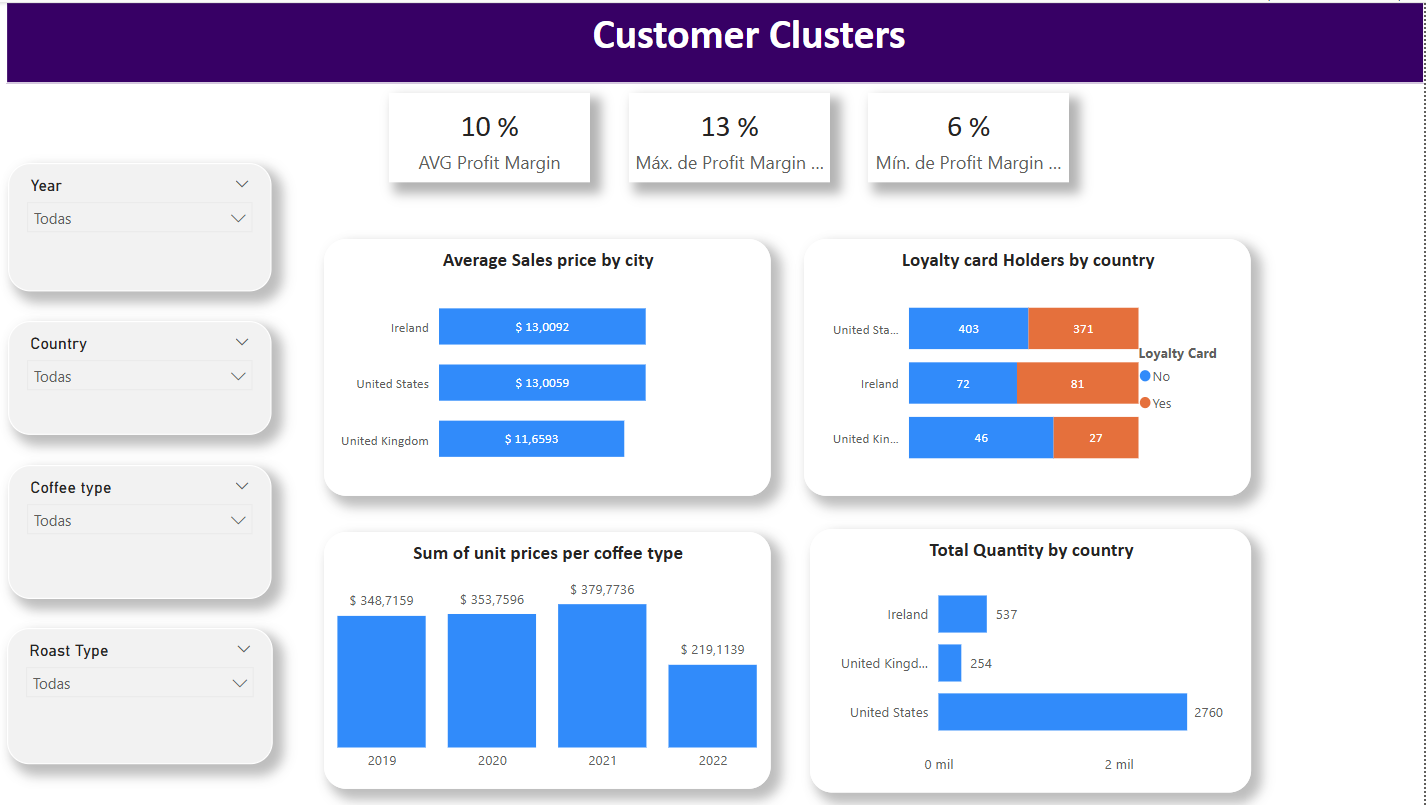 Customer Clusters
10 %
AVG Profit Margin
13 %
Máx. de Profit Margin ...
6 %
Mín. de Profit Margin ...
Year
Todas
Country
Todas
Coffee type
Todas
Roast Type
Todas
Average Sales price by city
Ireland
$ 13,0092
United States
$ 13,0059
United Kingdom
$ 11,6593
Loyalty card Holders by country
United Sta...
403
371
Ireland
72
81
United Kin...
46
27
Loyalty Card
No
Yes
Sum of unit prices per coffee type
$ 348,7159
$ 353,7596
$ 379,7736
$ 219,1139
2019
2020
2021
2022
Total Quantity by country
Ireland
537
United Kingd...
254
United States
2760
0 mil
2 mil